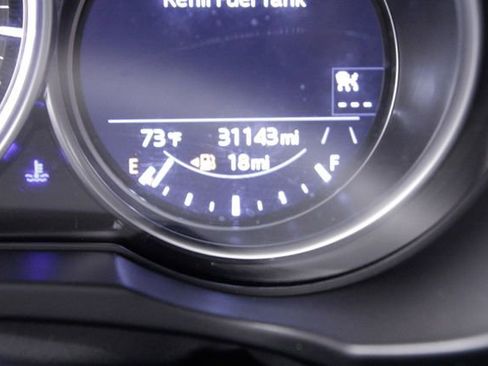 Refill Fuel Tank
---
73°F 31143mi
E 18mi F